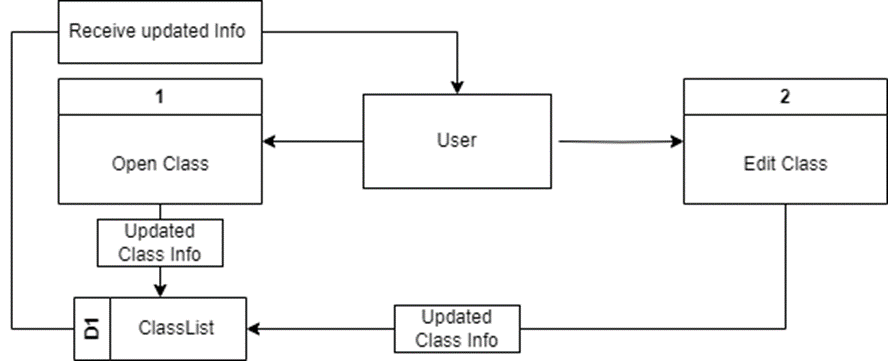 Receive updated Info
1
Open Class
User
2
Edit Class
Updated
Class Info
D1
ClassList
Updated
Class Info